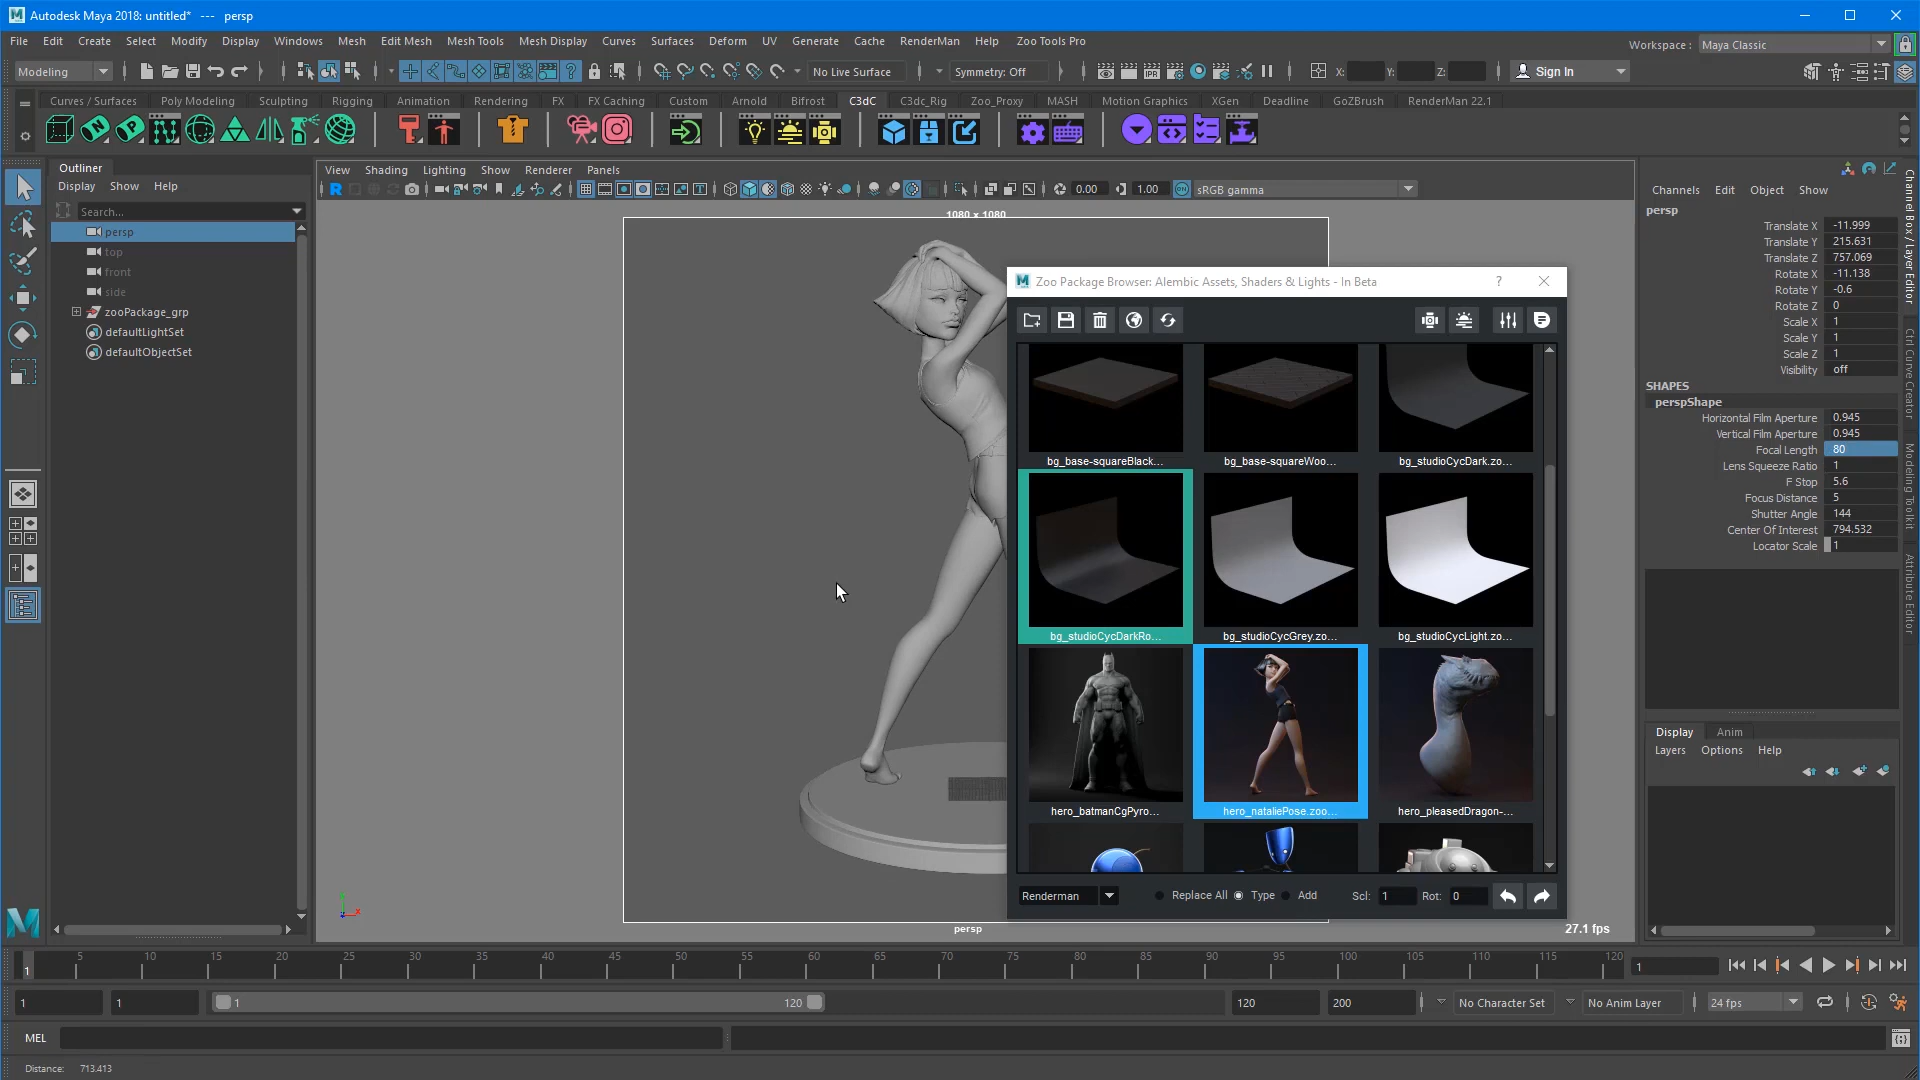 Autodesk Maya 2018: untitled* --- persp
File Edit Create Select Modify Display Windows Mesh Edit Mesh Mesh Tools Mesh Display Curves Surfaces Deform UV Generate Cache RenderMan Help Zoo Tools Pro
Workspace : Maya Classic
Modeling No Live Surface Symmetry: Off X: Y: Z: Sign In
Curves / Surfaces Poly Modeling Sculpting Rigging Animation Rendering FX FX Caching Custom Arnold Bifrost C3dC C3dc_Rig Zoo_Proxy MASH Motion Graphics XGen Deadline GoZBrush RenderMan 22.1
Outliner
Display Show Help
Search...
persp
top
front
side
zooPackage_grp
defaultLightSet
defaultObjectSet
View Shading Lighting Show Renderer Panels
0.00 1.00 sRGB gamma
1080 x 1080
persp
27.1 fps
Zoo Package Browser: Alembic Assets, Shaders & Lights - In Beta ?
bg_base-squareBlack... bg_base-squareWoo... bg_studioCycDark.zo...
bg_studioCycDarkRo... bg_studioCycGrey.zo... bg_studioCycLight.zo...
hero_batmanCgPyro... hero_nataliePose.zoo... hero_pleasedDragon-...
Renderman Replace All Type Add Scl: 1 Rot: 0
Channels Edit Object Show
persp
Translate X -11.999
Translate Y 215.631
Translate Z 757.069
Rotate X -11.138
Rotate Y -0.6
Rotate Z 0
Scale X 1
Scale Y 1
Scale Z 1
Visibility off
SHAPES
perspShape
Horizontal Film Aperture 0.945
Vertical Film Aperture 0.945
Focal Length 80
Lens Squeeze Ratio 1
F Stop 5.6
Focus Distance 5
Shutter Angle 144
Center Of Interest 794.532
Locator Scale 1
Channel Box / Layer Editor
Ctrl Curve Creator
Modeling Toolkit
Attribute Editor
Display Anim
Layers Options Help
1 5 10 15 20 25 30 35 40 45 50 55 60 65 70 75 80 85 90 95 100 105 110 115 120 1
1 1 1 120 120 200 No Character Set No Anim Layer 24 fps
MEL
Distance: 713.413